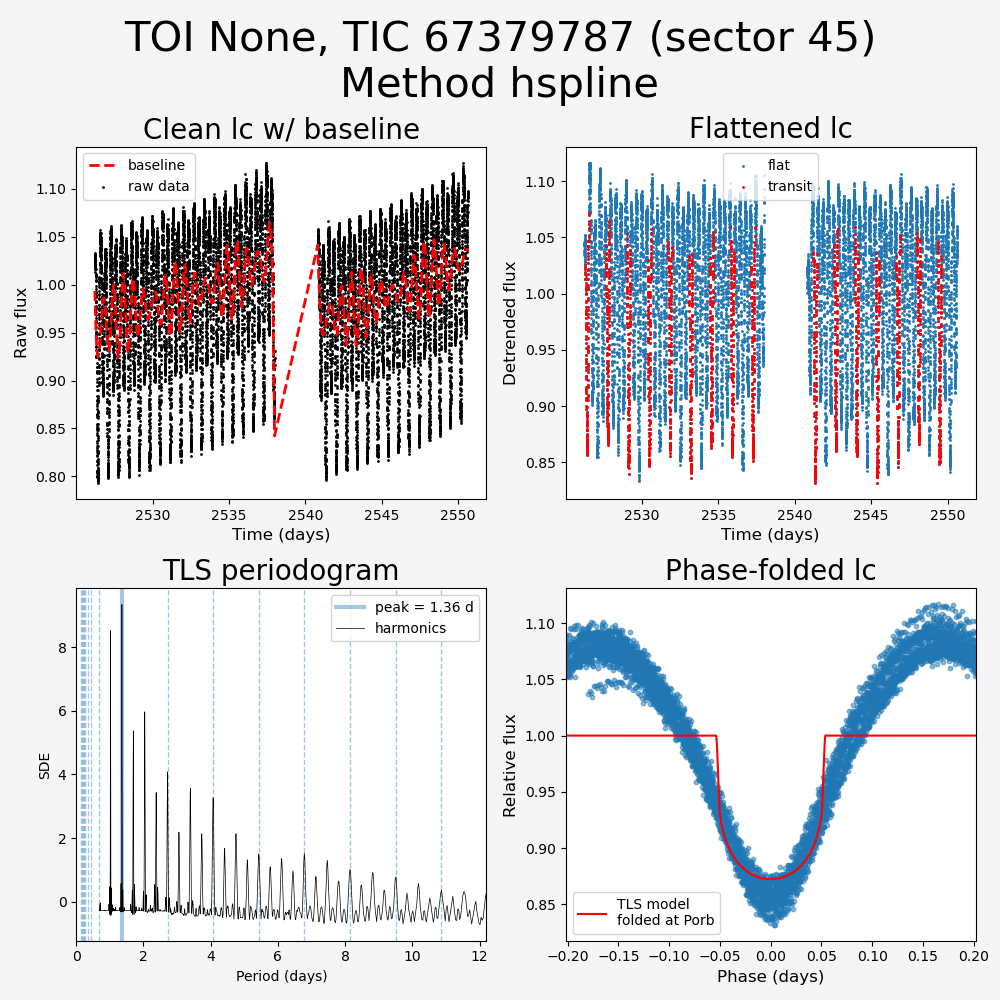 TOI None, TIC 67379787 (sector 45)
Method hspline
Clean lc w/ baseline
baseline
raw data
Raw flux
1.10
1.05
1.00
0.95
0.90
0.85
0.80
2530
2535
2540
2545
2550
Time (days)
Flattened lc
flat
transit
Detrended flux
1.10
1.05
1.00
0.95
0.90
0.85
2530
2535
2540
2545
2550
Time (days)
TLS periodogram
peak = 1.36 d
harmonics
SDE
8
6
4
2
0
0
2
4
6
8
10
12
Period (days)
Phase-folded lc
Relative flux
1.10
1.05
1.00
0.95
0.90
0.85
TLS model
folded at Porb
−0.20
−0.15
−0.10
−0.05
0.00
0.05
0.10
0.15
0.20
Phase (days)